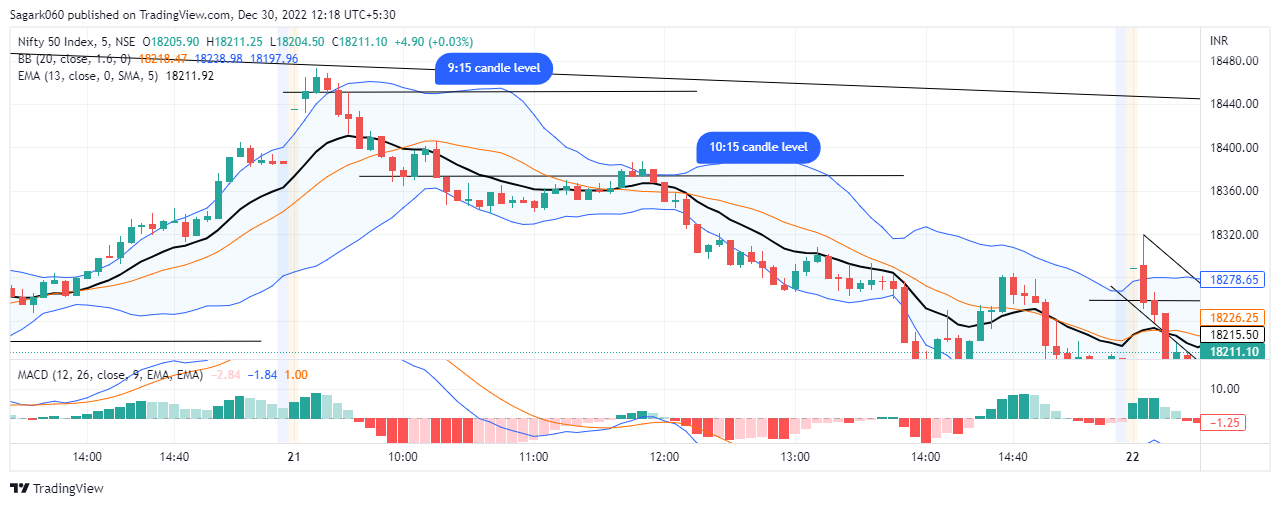 Sagark060 published on TradingView.com, Dec 30, 2022 12:18 UTC+5:30
Nifty 50 Index, 5, NSE O18205.90 H18211.25 L18204.50 C18211.10 +4.90 (+0.03%)
INR
BB (20, close, 1.6, 0) 18218.47 18238.98 18197.96
EMA (13, close, 0, SMA, 5) 18211.92
9:15 candle level
18480.00
18440.00
10:15 candle level
18400.00
18360.00
18320.00
18278.65
18226.25
18215.50
18211.10
MACD (12, 26, close, 9, EMA, EMA) −2.84 −1.84 1.00
10.00
−1.25
14:00 14:40 21 10:00 11:00 12:00 13:00 14:00 14:40 22
TradingView